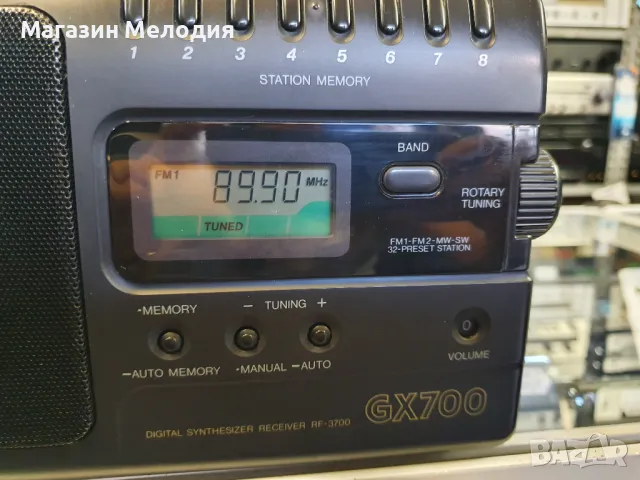 Магазин Мелодия
1 2 3 4 5 6 7 8
STATION MEMORY
FM1 89.90 MHz
TUNED
BAND
ROTARY
TUNING
FM1-FM2-MW-SW
32-PRESET STATION
•MEMORY
− TUNING +
−AUTO MEMORY
•MANUAL −AUTO
0
VOLUME
DIGITAL SYNTHESIZER RECEIVER RF-3700
GX700
BAZAR